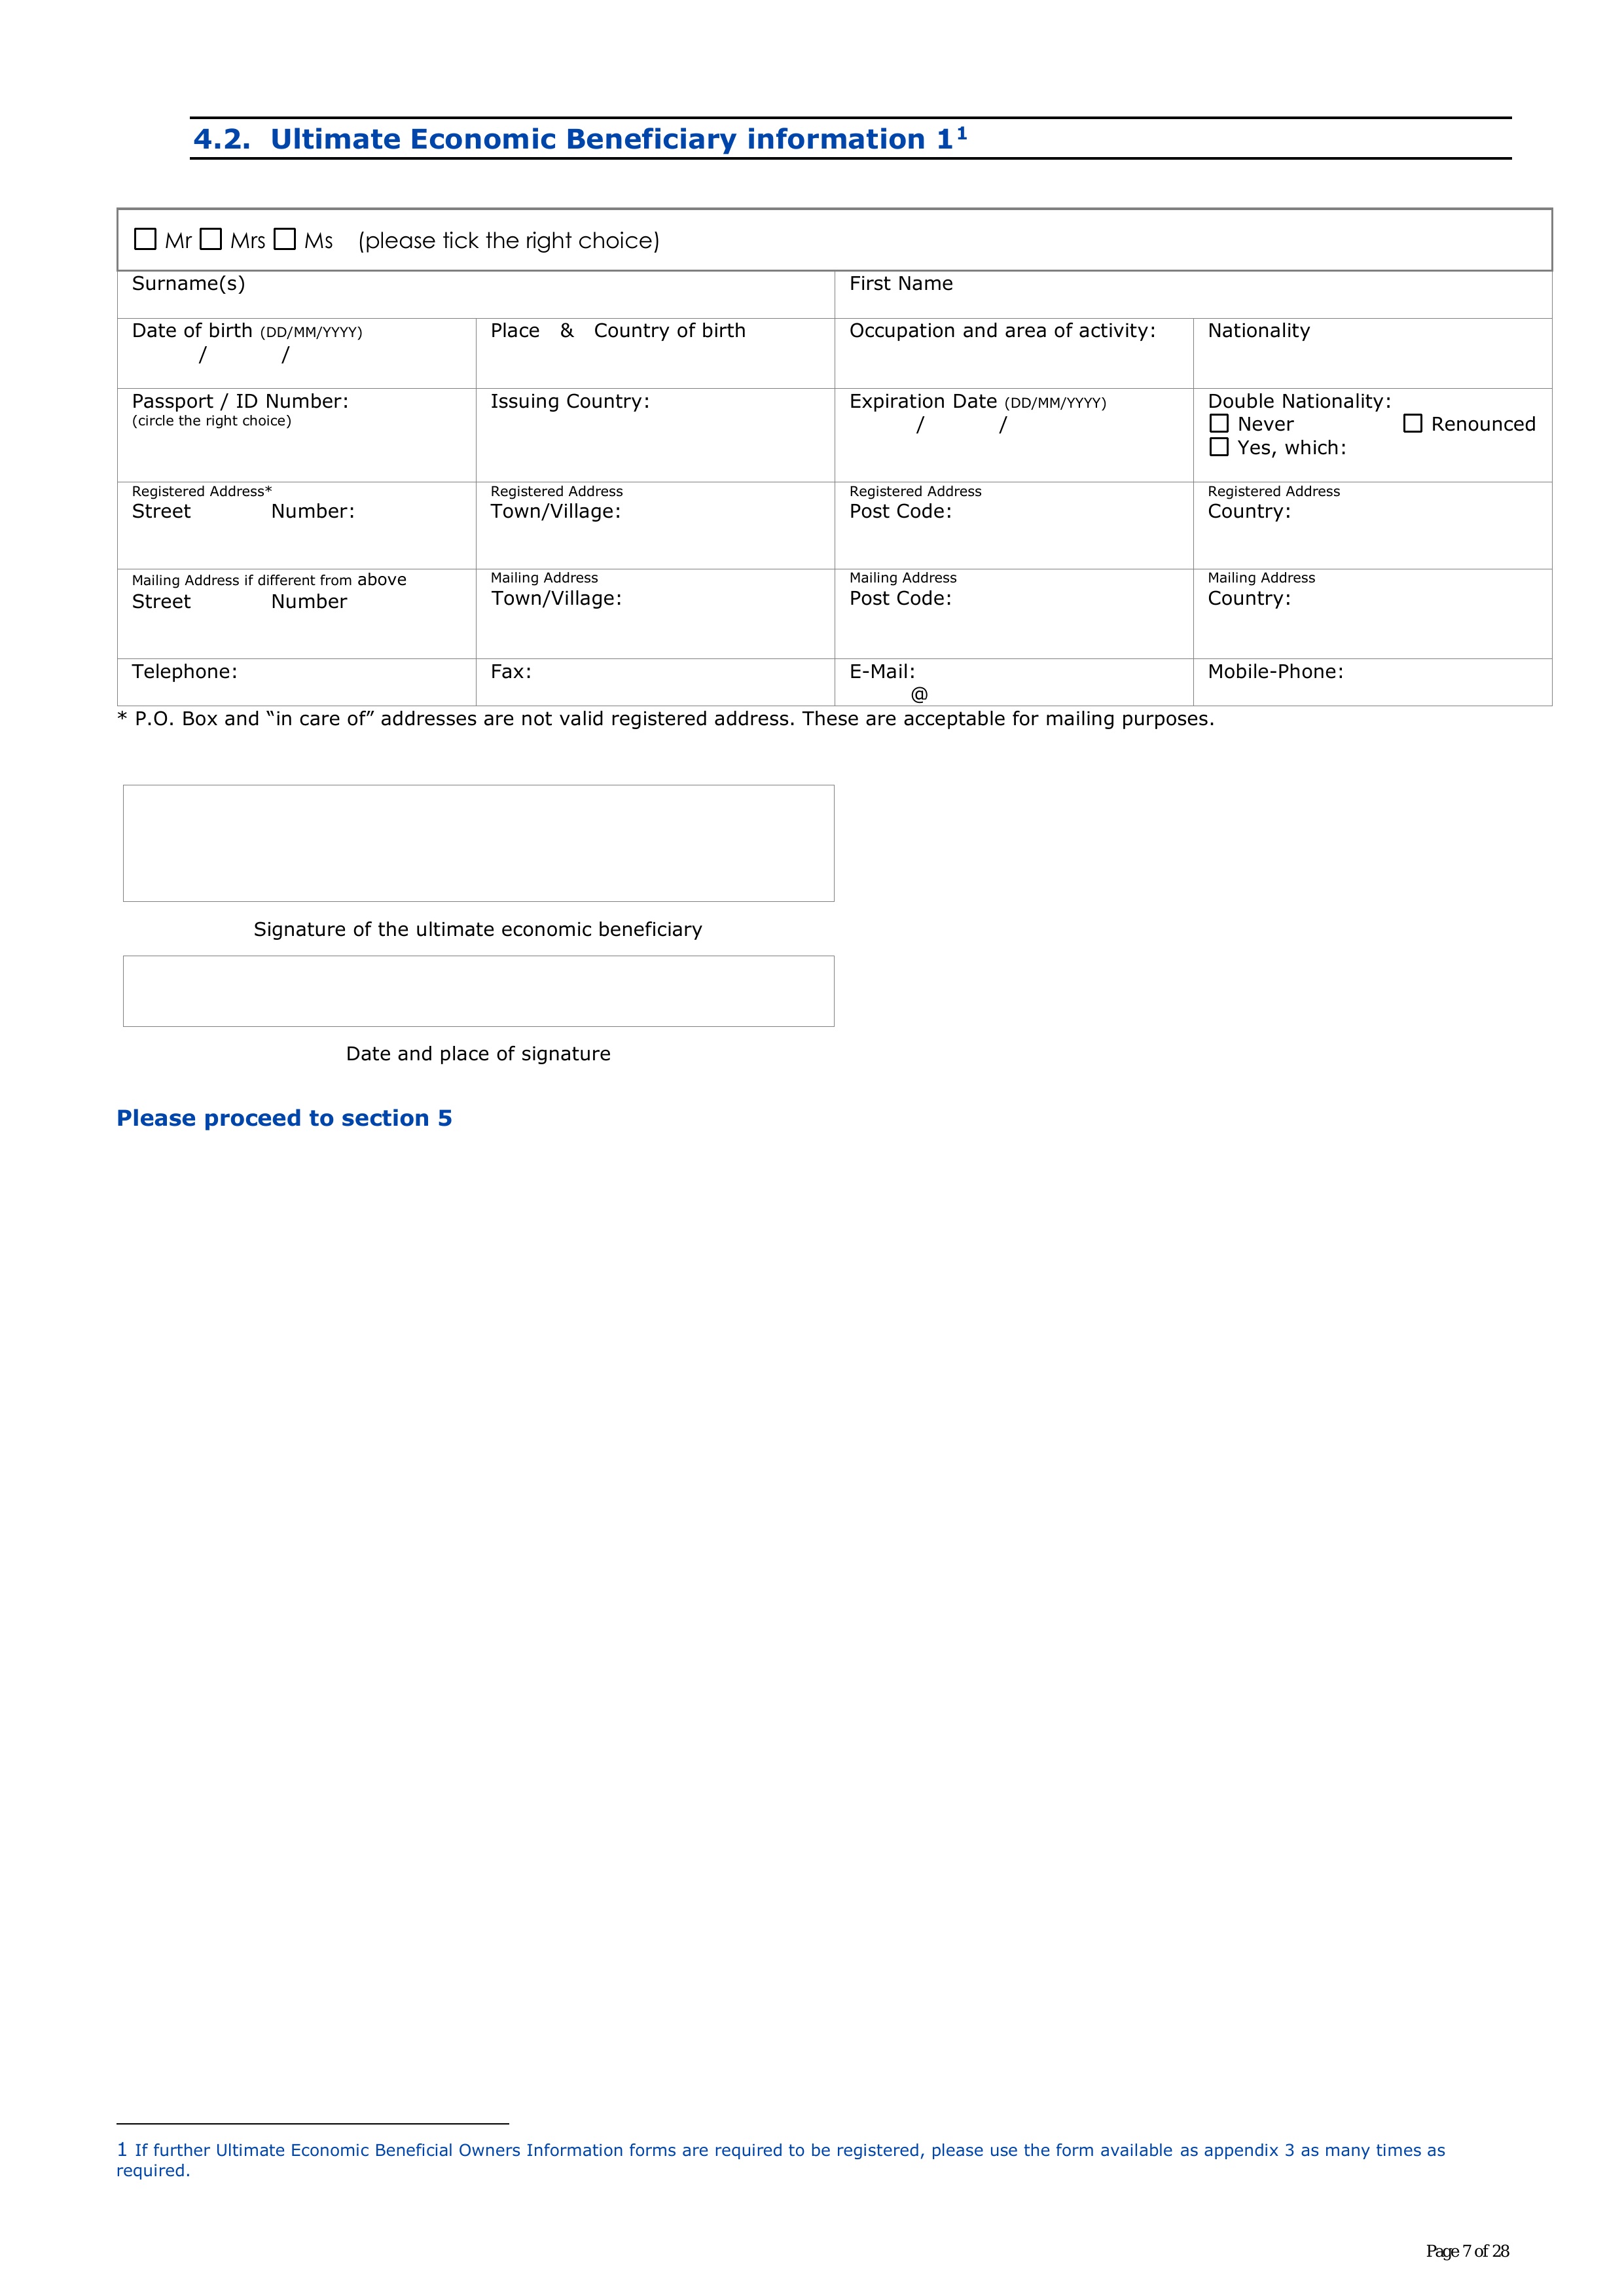 4.2. Ultimate Economic Beneficiary information 1¹
Mr Mrs Ms (please tick the right choice)
Surname(s) First Name
Date of birth (DD/MM/YYYY) Place & Country of birth Occupation and area of activity: Nationality
/ /
Passport / ID Number: Issuing Country: Expiration Date (DD/MM/YYYY) Double Nationality:
(circle the right choice) / / Never Renounced
Yes, which:
Registered Address* Registered Address Registered Address Registered Address
Street Number: Town/Village: Post Code: Country:
Mailing Address if different from above Mailing Address Mailing Address Mailing Address
Street Number Town/Village: Post Code: Country:
Telephone: Fax: E-Mail: Mobile-Phone:
@
* P.O. Box and “in care of” addresses are not valid registered address. These are acceptable for mailing purposes.
Signature of the ultimate economic beneficiary
Date and place of signature
Please proceed to section 5
1 If further Ultimate Economic Beneficial Owners Information forms are required to be registered, please use the form available as appendix 3 as many times as
required.
Page 7 of 28